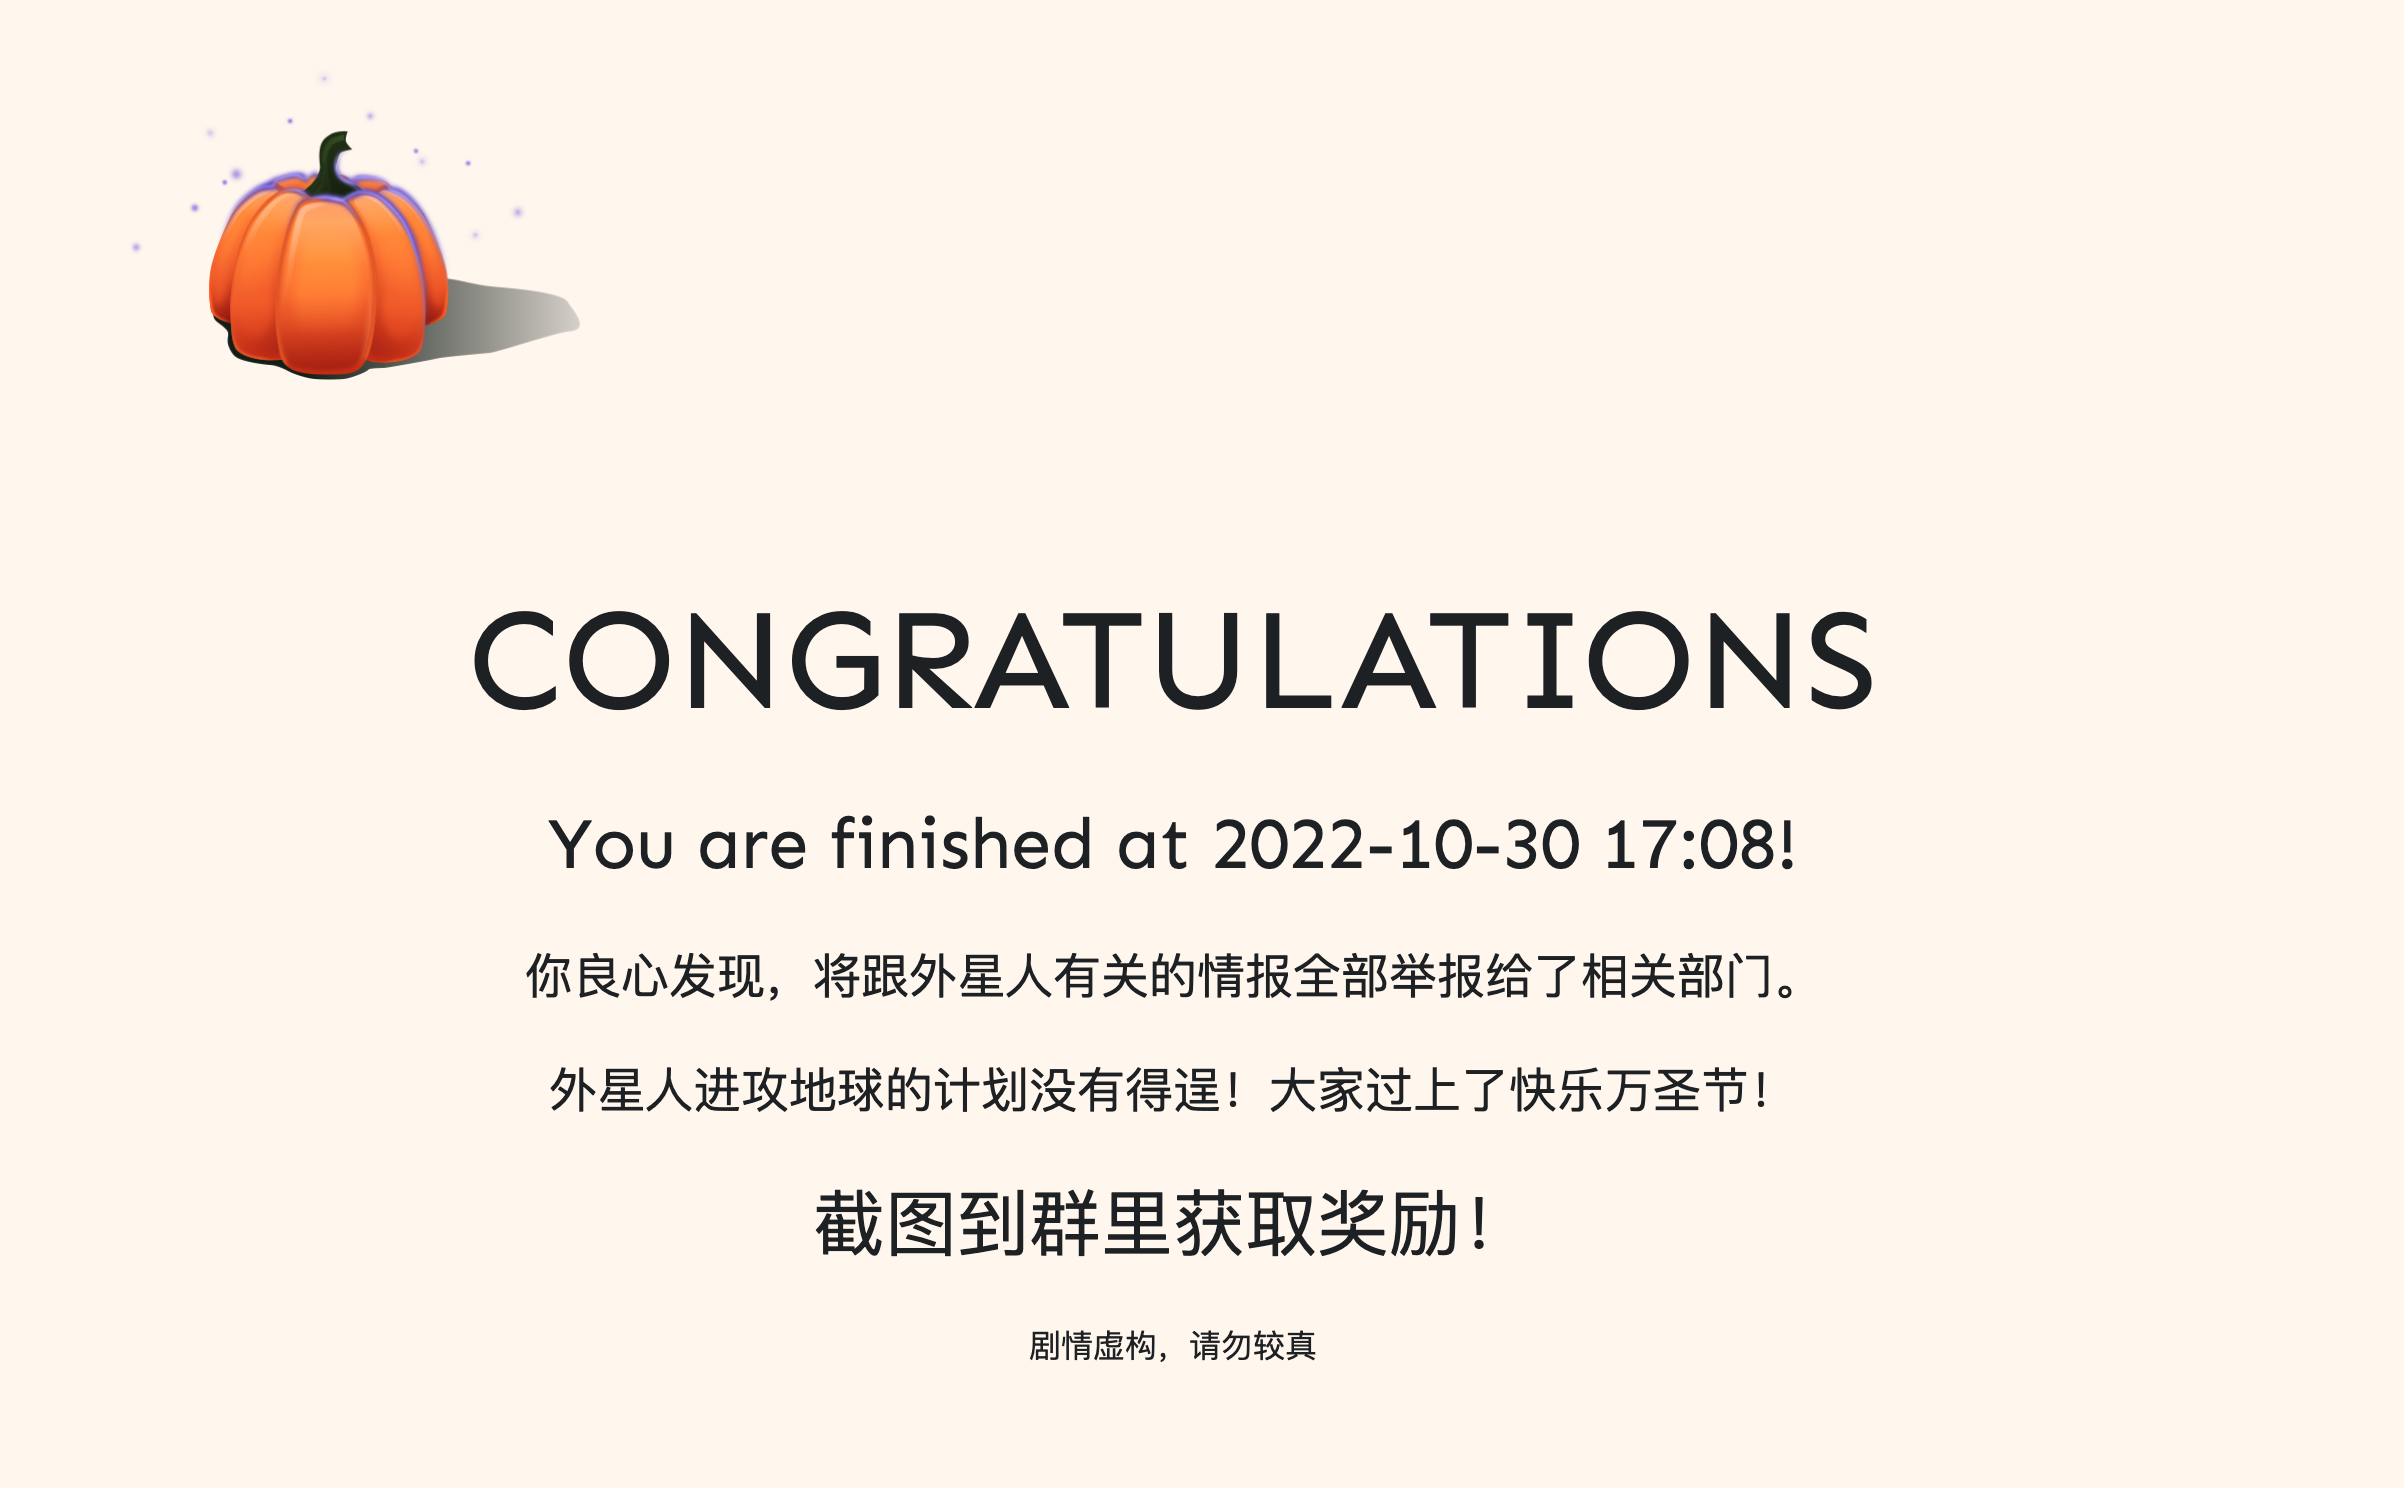 CONGRATULATIONS
You are finished at 2022-10-30 17:08!
你良心发现，将跟外星人有关的情报全部举报给了相关部门。
外星人进攻地球的计划没有得逞！大家过上了快乐万圣节！
截图到群里获取奖励！
剧情虚构，请勿较真